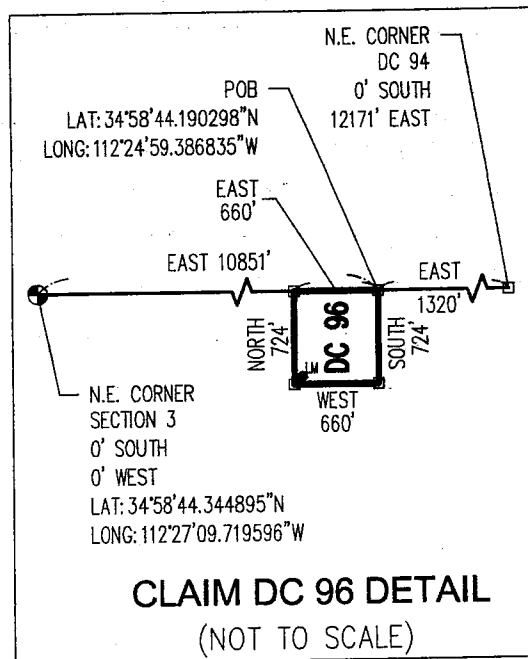 N.E. CORNER
DC 94
0' SOUTH
12171' EAST
POB
LAT: 34°58'44.190298"N
LONG: 112°24'59.386835"W
EAST
660'
EAST 10851'
EAST
1320'
NORTH
724'
DC 96
SOUTH
724'
LM
WEST
660'
N.E. CORNER
SECTION 3
0' SOUTH
0' WEST
LAT: 34°58'44.344895"N
LONG: 112°27'09.719596"W
CLAIM DC 96 DETAIL
(NOT TO SCALE)